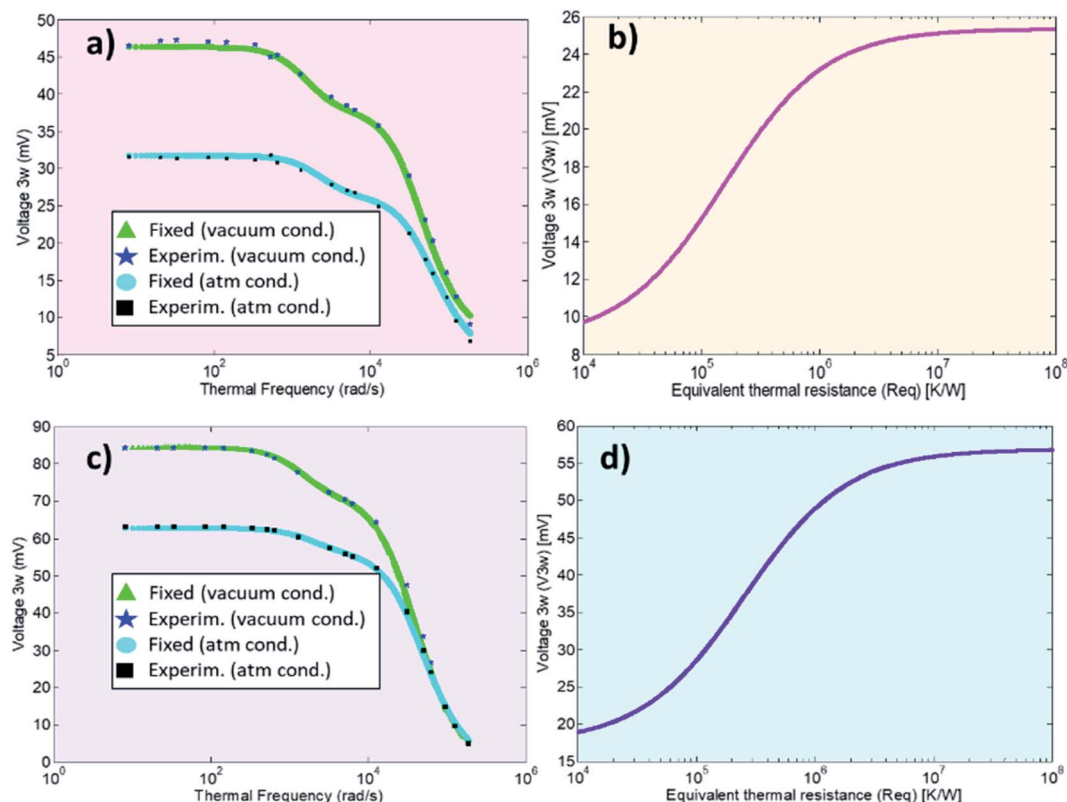 a)
50
45
40
35
30
25
20
15
10
5
Voltage 3w (mV)
Fixed (vacuum cond.)
Experim. (vacuum cond.)
Fixed (atm cond.)
Experim. (atm cond.)
10^0 10^2 10^4 10^6
Thermal Frequency (rad/s)
b)
26
24
22
20
18
16
14
12
10
8
Voltage 3w (V3w) [mV]
10^4 10^5 10^6 10^7 10^8
Equivalent thermal resistance (Req) [K/W]
c)
90
80
70
60
50
40
30
20
10
0
Voltage 3w (mV)
Fixed (vacuum cond.)
Experim. (vacuum cond.)
Fixed (atm cond.)
Experim. (atm cond.)
10^0 10^2 10^4 10^6
Thermal Frequency (rad/s)
d)
60
55
50
45
40
35
30
25
20
15
Voltage 3w (V3w) [mV]
10^4 10^5 10^6 10^7 10^8
Equivalent thermal resistance (Req) [K/W]